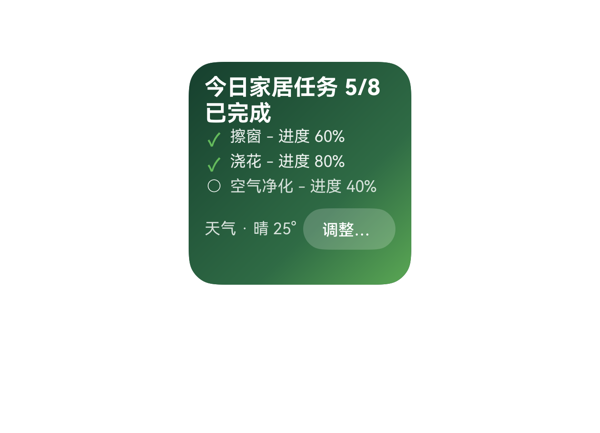 今日家居任务 5/8
已完成
✓ 擦窗 - 进度 60%
✓ 浇花 - 进度 80%
○ 空气净化 - 进度 40%
天气 · 晴 25° 调整...